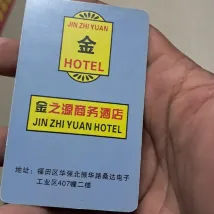 JIN ZHI YUAN
金
HOTEL
金之源商务酒店
JIN ZHI YUAN HOTEL
地址：福田区华强北振华路桑达电子
工业区407幢二楼